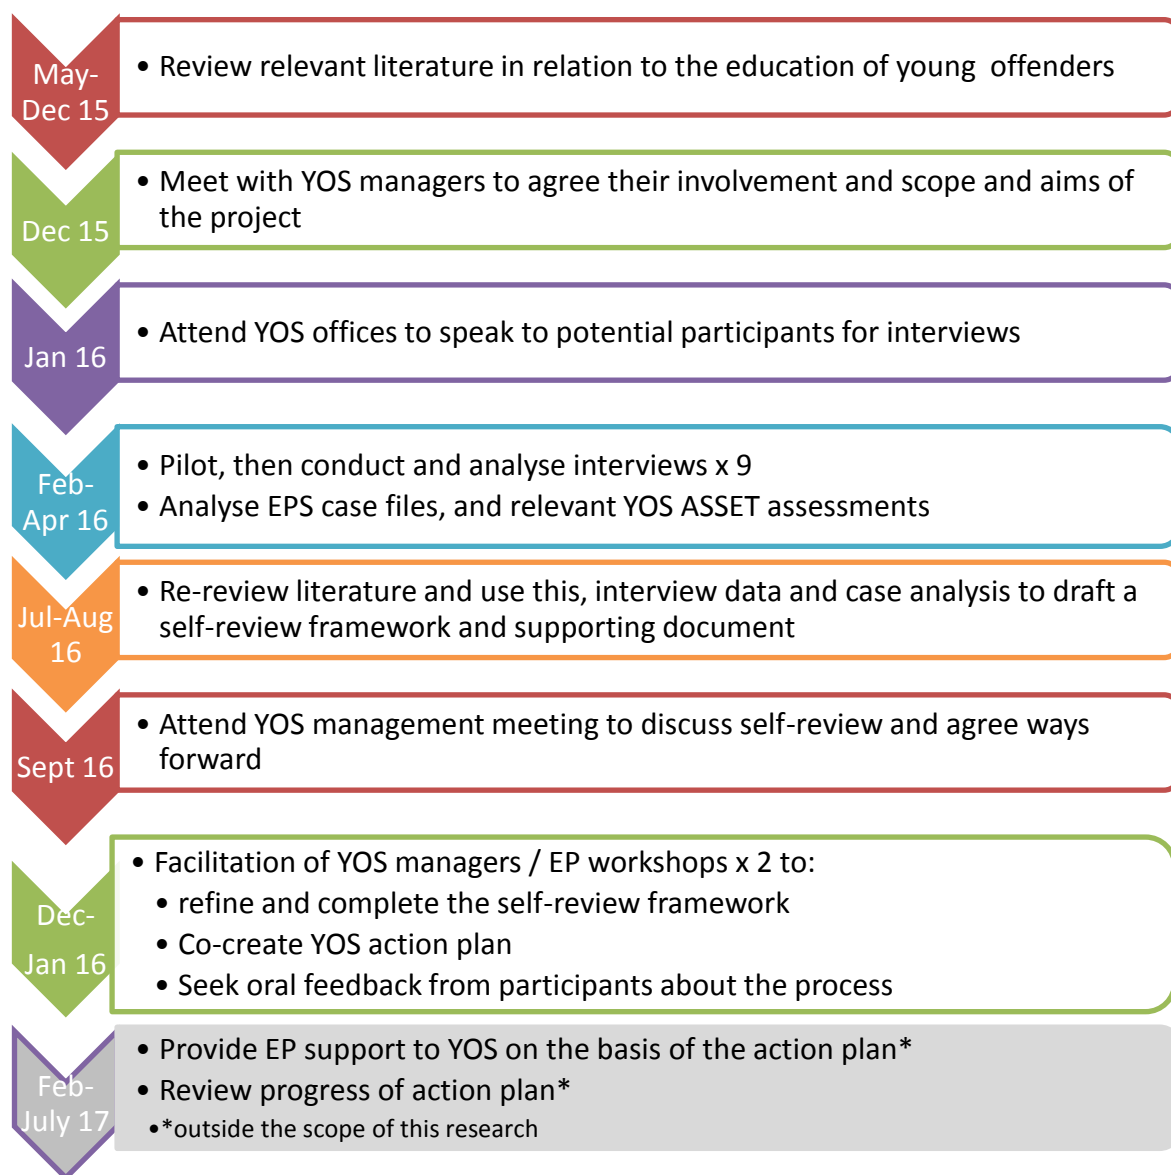 May-
Dec 15
• Review relevant literature in relation to the education of young offenders
Dec 15
• Meet with YOS managers to agree their involvement and scope and aims of
the project
Jan 16
• Attend YOS offices to speak to potential participants for interviews
Feb-
Apr 16
• Pilot, then conduct and analyse interviews x 9
• Analyse EPS case files, and relevant YOS ASSET assessments
Jul-Aug
16
• Re-review literature and use this, interview data and case analysis to draft a
self-review framework and supporting document
Sept 16
• Attend YOS management meeting to discuss self-review and agree ways
forward
Dec-
Jan 16
• Facilitation of YOS managers / EP workshops x 2 to:
• refine and complete the self-review framework
• Co-create YOS action plan
• Seek oral feedback from participants about the process
Feb-
July 17
• Provide EP support to YOS on the basis of the action plan*
• Review progress of action plan*
•*outside the scope of this research